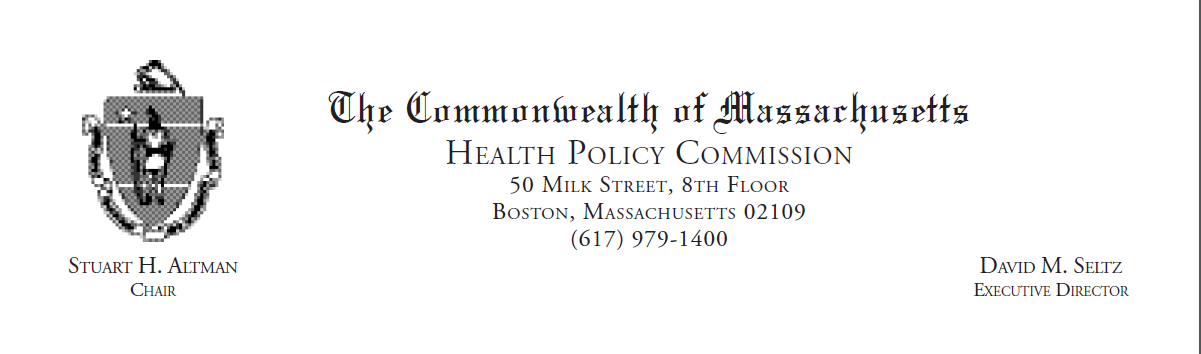 The Commonwealth of Massachusetts
Health Policy Commission
50 Milk Street, 8th Floor
Boston, Massachusetts 02109
(617) 979-1400
Stuart H. Altman
Chair
David M. Seltz
Executive Director